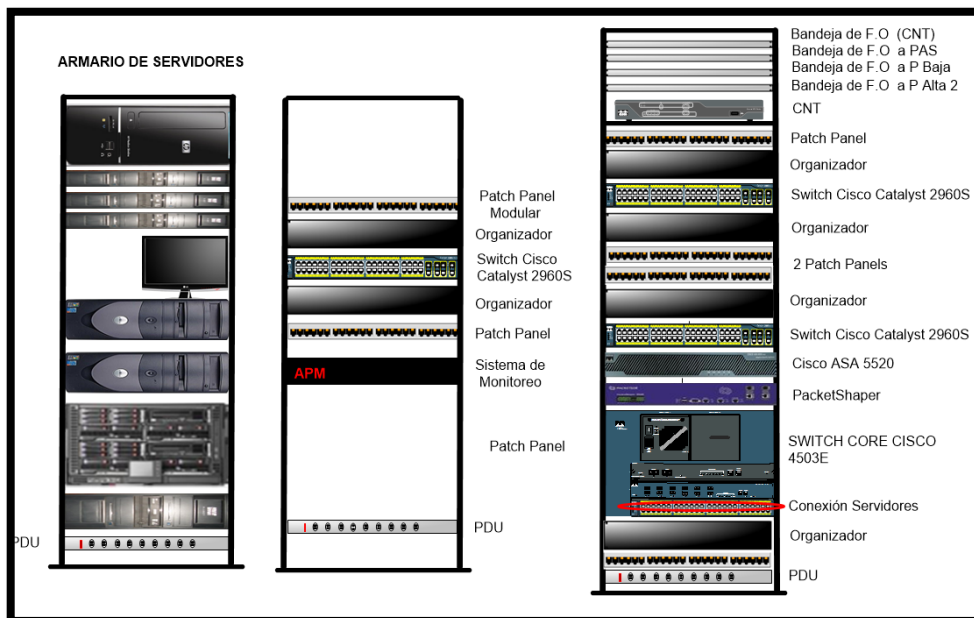 ARMARIO DE SERVIDORES
PDU
Patch Panel
Modular
Organizador
Switch Cisco
Catalyst 2960S
Organizador
Patch Panel
APM
Sistema de
Monitoreo
Patch Panel
PDU
Bandeja de F.O (CNT)
Bandeja de F.O a PAS
Bandeja de F.O a P Baja
Bandeja de F.O a P Alta 2
CNT
Patch Panel
Organizador
Switch Cisco Catalyst 2960S
Organizador
2 Patch Panels
Organizador
Switch Cisco Catalyst 2960S
Cisco ASA 5520
PacketShaper
SWITCH CORE CISCO
4503E
Conexión Servidores
Organizador
PDU